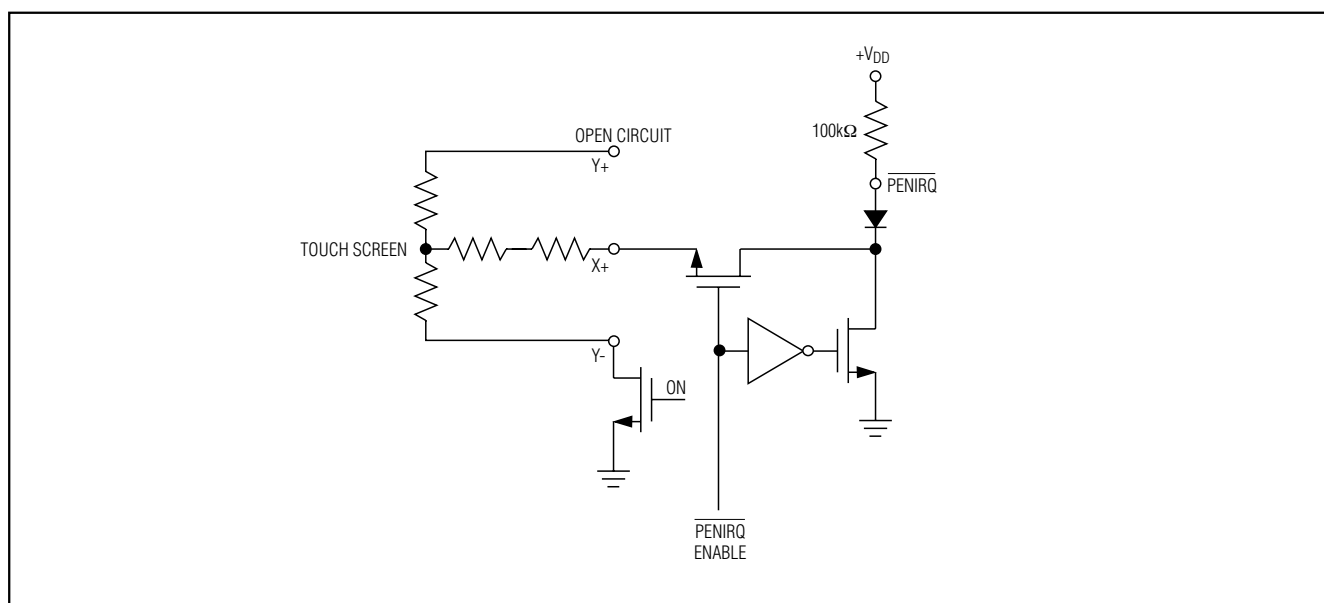 +VDD
100kΩ
OPEN CIRCUIT
Y+
PENIRQ
TOUCH SCREEN
X+
Y-
ON
PENIRQ
ENABLE